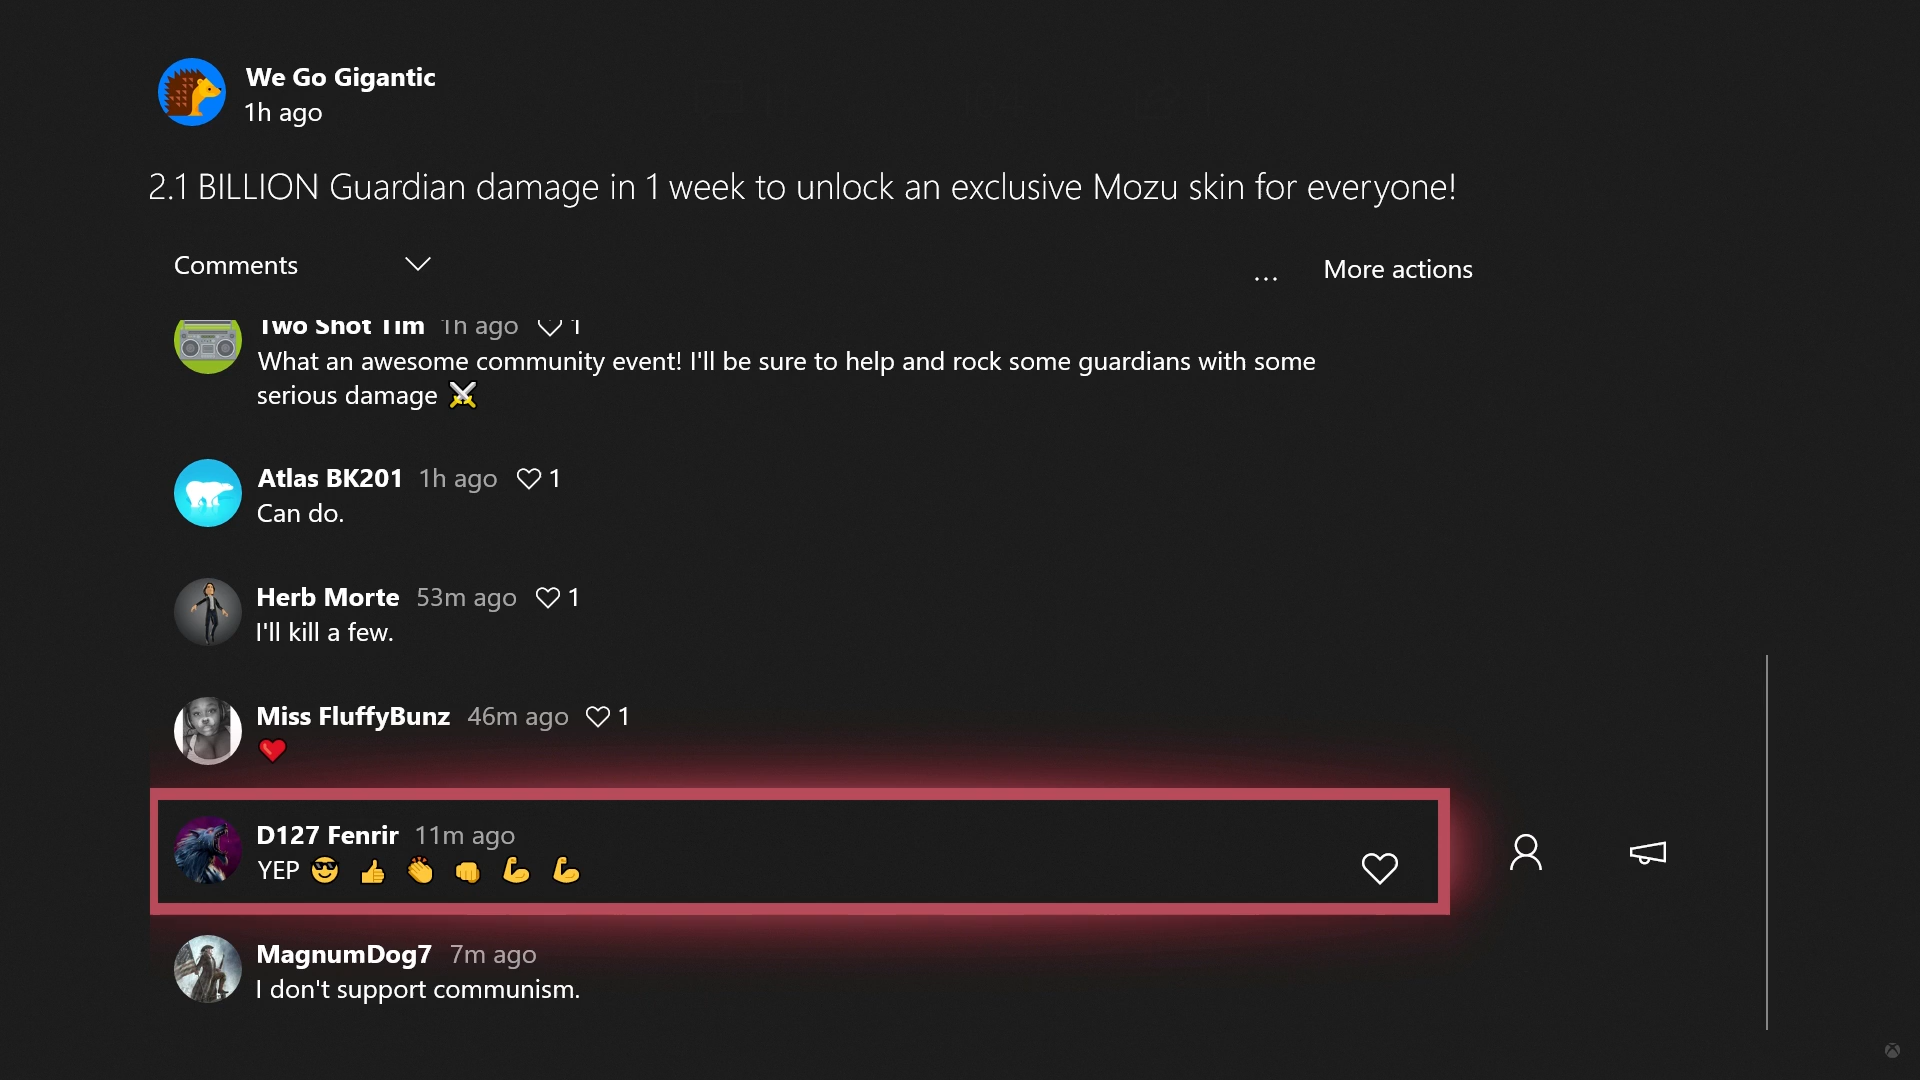 We Go Gigantic
1h ago
2.1 BILLION Guardian damage in 1 week to unlock an exclusive Mozu skin for everyone!
Comments
... More actions
Two Shot Tim 1h ago 1
What an awesome community event! I'll be sure to help and rock some guardians with some
serious damage ⚔
Atlas BK201 1h ago 1
Can do.
Herb Morte 53m ago 1
I'll kill a few.
Miss FluffyBunz 46m ago 1
❤
D127 Fenrir 11m ago
YEP 😎 👍 👏 👊 💪 💪
MagnumDog7 7m ago
I don't support communism.